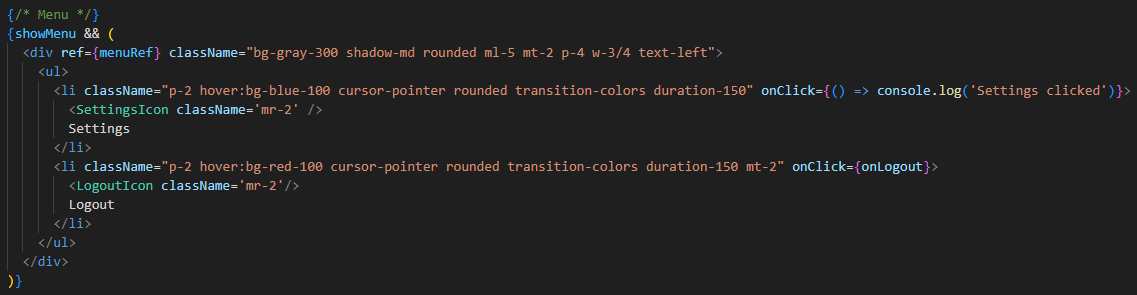 {/* Menu */}
{showMenu && (
  <div ref={menuRef} className="bg-gray-300 shadow-md rounded ml-5 mt-2 p-4 w-3/4 text-left">
    <ul>
      <li className="p-2 hover:bg-blue-100 cursor-pointer rounded transition-colors duration-150" onClick={() => console.log('Settings clicked')}>
        <SettingsIcon className='mr-2' />
        Settings
      </li>
      <li className="p-2 hover:bg-red-100 cursor-pointer rounded transition-colors duration-150 mt-2" onClick={onLogout}>
        <LogoutIcon className='mr-2'/>
        Logout
      </li>
    </ul>
  </div>
)}